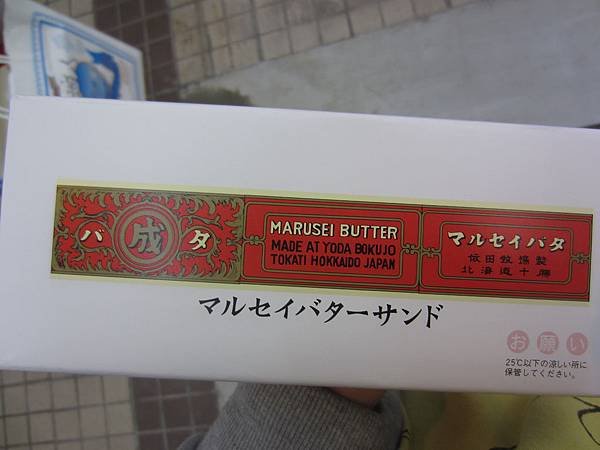 バ 成 タ
MARUSEI BUTTER
MADE AT YODA BOKUJO
TOKATI HOKKAIDO JAPAN
マルセイバタ
依田牧場製
北海道十勝
マルセイバターサンド
お願い
25℃以下の涼しい所に
保管してください。